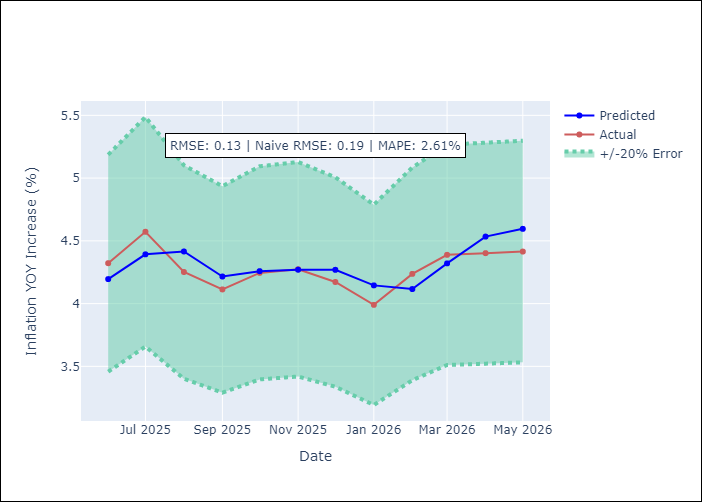 Predicted
Actual
+/-20% Error
RMSE: 0.13 | Naive RMSE: 0.19 | MAPE: 2.61%
5.5
5
4.5
4
3.5
Inflation YOY Increase (%)
Jul 2025 Sep 2025 Nov 2025 Jan 2026 Mar 2026 May 2026
Date